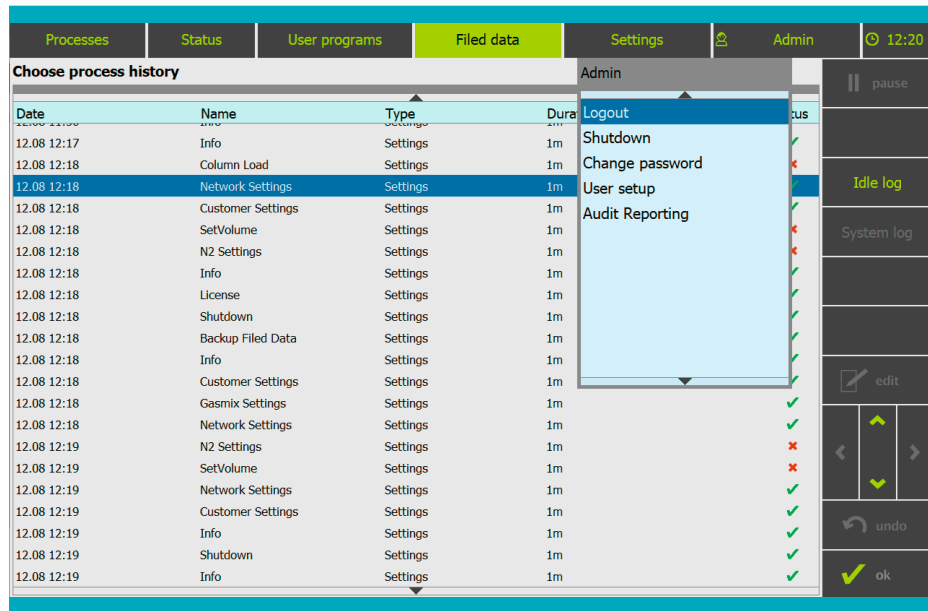 Processes Status User programs Filed data Settings Admin 12:20
Choose process history
Admin
pause
Date Name Type Dura tus
Logout
12.08 12:17 Info Settings 1m
Shutdown
12.08 12:18 Column Load Settings 1m
Change password
12.08 12:18 Network Settings Settings 1m
User setup
Idle log
12.08 12:18 Customer Settings Settings 1m
Audit Reporting
12.08 12:18 SetVolume Settings 1m
System log
12.08 12:18 N2 Settings Settings 1m
12.08 12:18 Info Settings 1m
12.08 12:18 License Settings 1m
12.08 12:18 Shutdown Settings 1m
12.08 12:18 Backup Filed Data Settings 1m
12.08 12:18 Info Settings 1m
12.08 12:18 Customer Settings Settings 1m
edit
12.08 12:18 Gasmix Settings Settings 1m
12.08 12:18 Network Settings Settings 1m
12.08 12:19 N2 Settings Settings 1m
12.08 12:19 SetVolume Settings 1m
12.08 12:19 Network Settings Settings 1m
12.08 12:19 Customer Settings Settings 1m
12.08 12:19 Info Settings 1m
undo
12.08 12:19 Shutdown Settings 1m
12.08 12:19 Info Settings 1m
ok